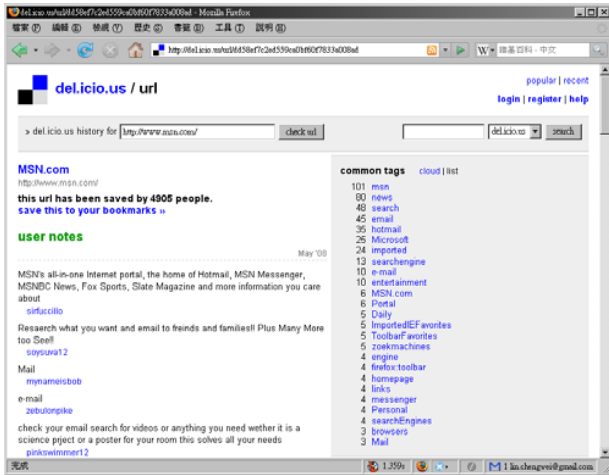 del.icio.us/url/6d58ef7c2ed559ca0bf60f7833a008ad - Mozilla Firefox
檔案(F) 編輯(E) 檢視(V) 歷史(S) 書籤(B) 工具(T) 說明(H)
http://del.icio.us/url/6d58ef7c2ed559ca0bf60f7833a008ad
W 維基百科 - 中文
del.icio.us / url
popular | recent
login | register | help
» del.icio.us history for http://www.msn.com/ check url
del.icio.us search
MSN.com
http://www.msn.com/
this url has been saved by 4905 people.
save this to your bookmarks »
user notes
May '08
MSN's all-in-one Internet portal, the home of Hotmail, MSN Messenger,
MSNBC News, Fox Sports, Slate Magazine and more information you care
about
sirfuccillo
Resaerch what you want and email to freinds and families!! Plus Many More
too See!!
soysuva12
Mail
mynameisbob
e-mail
zebulonpike
check your email search for videos or anything you need wether it is a
science prject or a poster for your room this solves all your needs
pinkswimmer12
common tags cloud | list
101 msn
80 news
48 search
45 email
35 hotmail
26 Microsoft
24 imported
13 searchengine
10 e-mail
10 entertainment
6 MSN.com
6 Portal
5 Daily
5 ImportedIEFavorites
5 ToolbarFavorites
5 zoekmachines
4 engine
4 firefox:toolbar
4 homepage
4 links
4 messenger
4 Personal
4 searchEngines
3 browsers
3 Mail
完成
1.359s
1 lin.chengwei@gmail.com